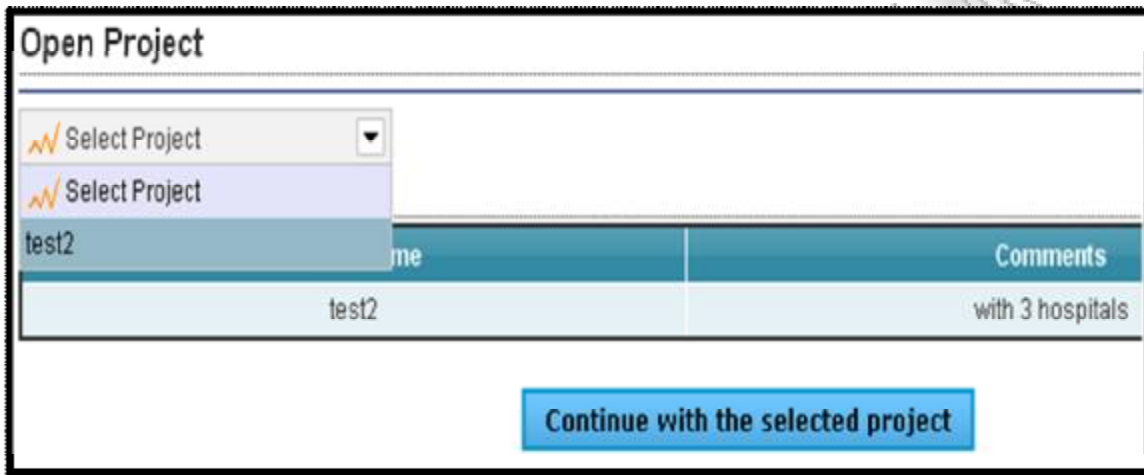 Open Project
Select Project
Select Project
test2
me Comments
test2 with 3 hospitals
Continue with the selected project